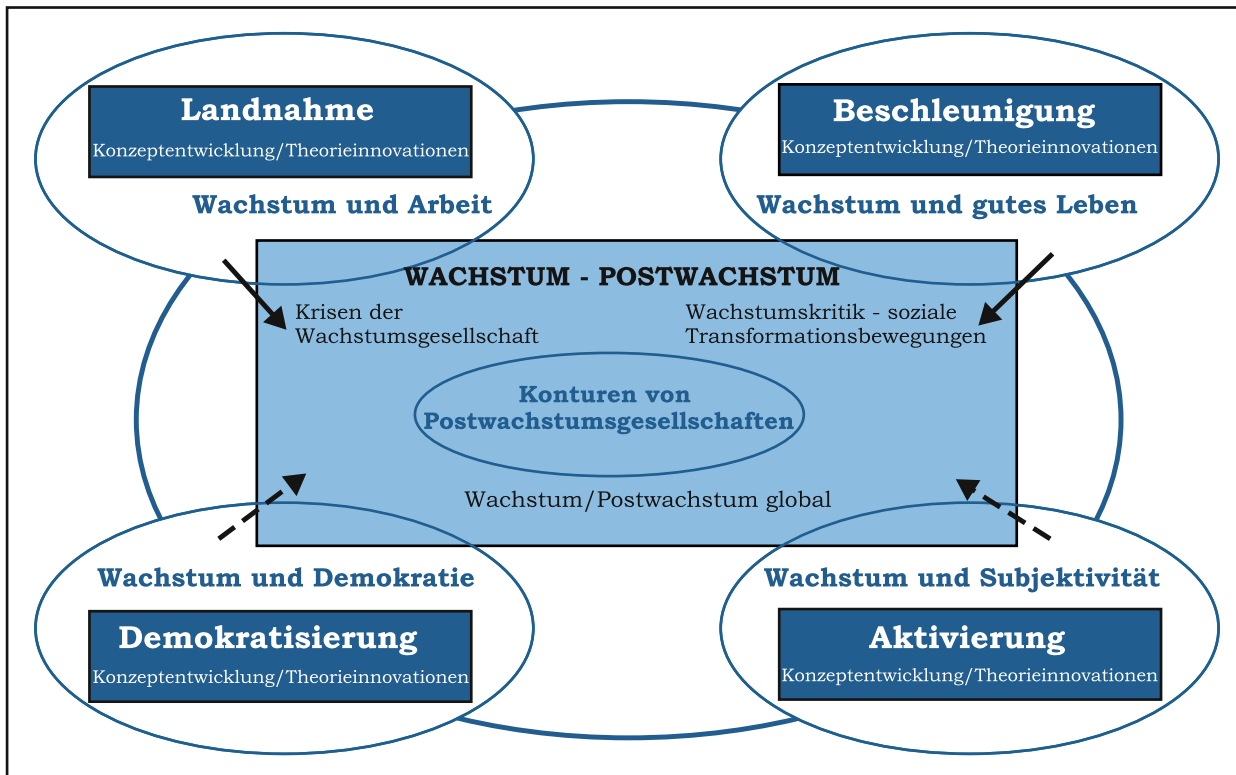 Landnahme
Konzeptentwicklung/Theorieinnovationen
Wachstum und Arbeit
Beschleunigung
Konzeptentwicklung/Theorieinnovationen
Wachstum und gutes Leben
WACHSTUM - POSTWACHSTUM
Krisen der
Wachstumsgesellschaft
Wachstumskritik - soziale
Transformationsbewegungen
Konturen von
Postwachstumsgesellschaften
Wachstum/Postwachstum global
Wachstum und Demokratie
Demokratisierung
Konzeptentwicklung/Theorieinnovationen
Wachstum und Subjektivität
Aktivierung
Konzeptentwicklung/Theorieinnovationen